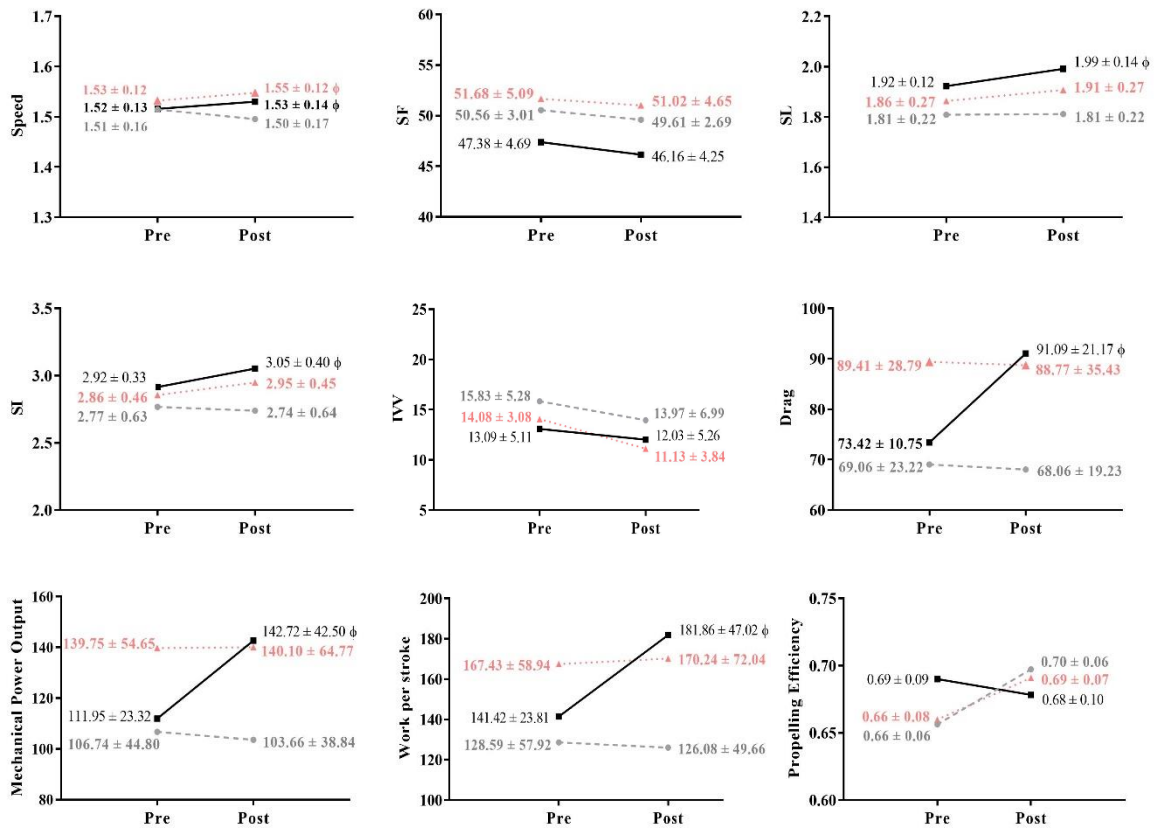 Speed
1.7
1.6
1.5
1.4
1.3
1.53 ± 0.12
1.52 ± 0.13
1.51 ± 0.16
1.55 ± 0.12 ϕ
1.53 ± 0.14 ϕ
1.50 ± 0.17
Pre Post
SF
60
55
50
45
40
51.68 ± 5.09
50.56 ± 3.01
47.38 ± 4.69
51.02 ± 4.65
49.61 ± 2.69
46.16 ± 4.25
Pre Post
SL
2.2
2.0
1.8
1.6
1.4
1.92 ± 0.12
1.86 ± 0.27
1.81 ± 0.22
1.99 ± 0.14 ϕ
1.91 ± 0.27
1.81 ± 0.22
Pre Post
SI
3.5
3.0
2.5
2.0
2.92 ± 0.33
2.86 ± 0.46
2.77 ± 0.63
3.05 ± 0.40 ϕ
2.95 ± 0.45
2.74 ± 0.64
Pre Post
IVV
25
20
15
10
5
15.83 ± 5.28
14.08 ± 3.08
13.09 ± 5.11
13.97 ± 6.99
12.03 ± 5.26
11.13 ± 3.84
Pre Post
Drag
100
90
80
70
60
89.41 ± 28.79
73.42 ± 10.75
69.06 ± 23.22
91.09 ± 21.17 ϕ
88.77 ± 35.43
68.06 ± 19.23
Pre Post
Mechanical Power Output
160
140
120
100
80
139.75 ± 54.65
111.95 ± 23.32
106.74 ± 44.80
142.72 ± 42.50 ϕ
140.10 ± 64.77
103.66 ± 38.84
Pre Post
Work per stroke
200
180
160
140
120
100
167.43 ± 58.94
141.42 ± 23.81
128.59 ± 57.92
181.86 ± 47.02 ϕ
170.24 ± 72.04
126.08 ± 49.66
Pre Post
Propelling Efficiency
0.75
0.70
0.65
0.60
0.69 ± 0.09
0.66 ± 0.08
0.66 ± 0.06
0.70 ± 0.06
0.69 ± 0.07
0.68 ± 0.10
Pre Post